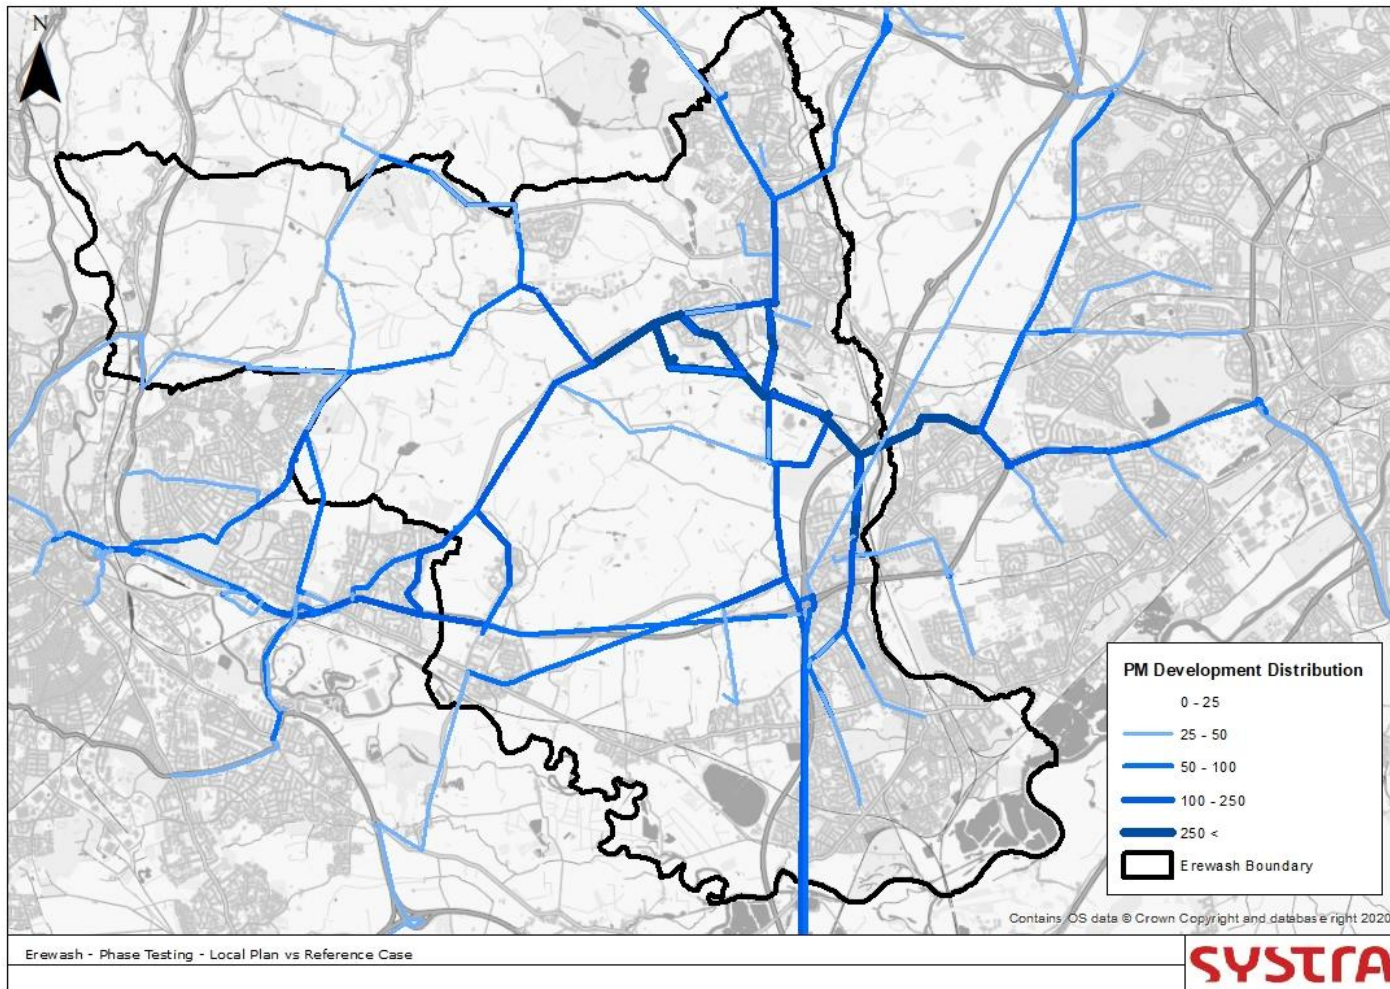 N
PM Development Distribution
0 - 25
25 - 50
50 - 100
100 - 250
250 <
Erewash Boundary
Contains OS data © Crown Copyright and database right 2020
Erewash - Phase Testing - Local Plan vs Reference Case
SYSTRA